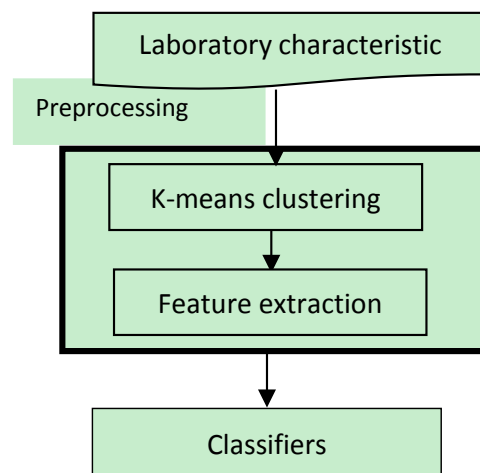 Laboratory characteristic
Preprocessing
K-means clustering
Feature extraction
Classifiers